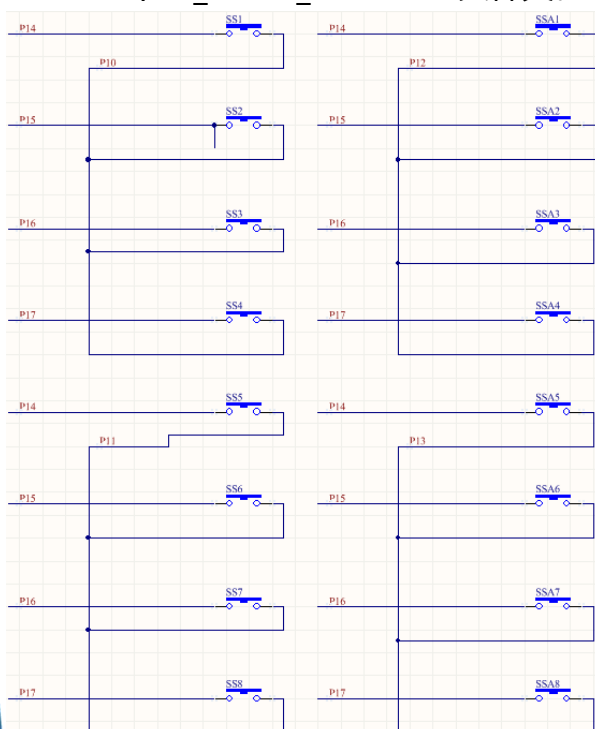 P14 SS1 P14 SSA1
P10 P12
P15 SS2 P15 SSA2
P16 SS3 P16 SSA3
P17 SS4 P17 SSA4
P14 SS5 P14 SSA5
P11 P13
P15 SS6 P15 SSA6
P16 SS7 P16 SSA7
P17 SS8 P17 SSA8